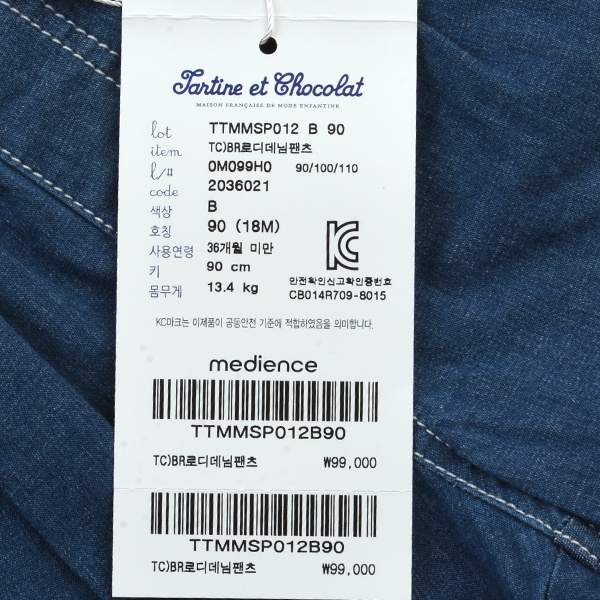 Tartine et Chocolat
MAISON FRANÇAISE DE MODE ENFANTINE
lot TTMMSP012 B 90
item TC)BR로디데님팬츠
l/# 0M099H0 90/100/110
code 2036021
색상 B
호칭 90 (18M)
사용연령 36개월 미만
키 90 cm
몸무게 13.4 kg
KC
안전확인신고확인증번호
CB014R709-8015
KC마크는 이제품이 공동안전 기준에 적합하였음을 의미합니다.
medience
TTMMSP012B90
TC)BR로디데님팬츠 ₩99,000
TTMMSP012B90
TC)BR로디데님팬츠 ₩99,000